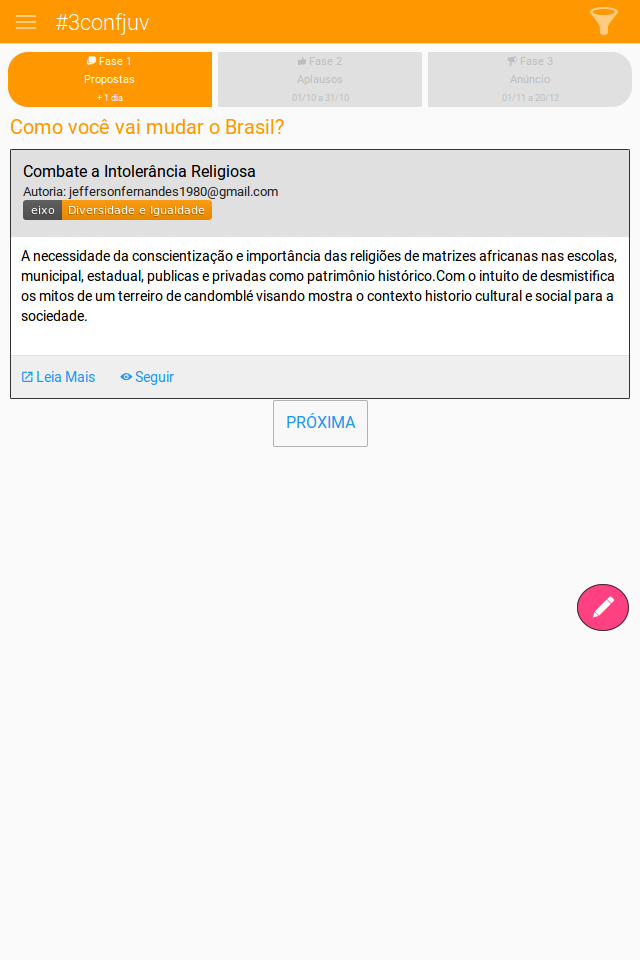 #3confjuv
Fase 1
Propostas
+ 1 dia
Fase 2
Aplausos
01/10 a 31/10
Fase 3
Anúncio
01/11 a 20/12
Como você vai mudar o Brasil?
Combate a Intolerância Religiosa
Autoria: jeffersonfernandes1980@gmail.com
eixo Diversidade e Igualdade
A necessidade da conscientização e importância das religiões de matrizes africanas nas escolas,
municipal, estadual, publicas e privadas como patrimônio histórico.Com o intuito de desmistifica
os mitos de um terreiro de candomblé visando mostra o contexto historio cultural e social para a
sociedade.
Leia Mais Seguir
PRÓXIMA